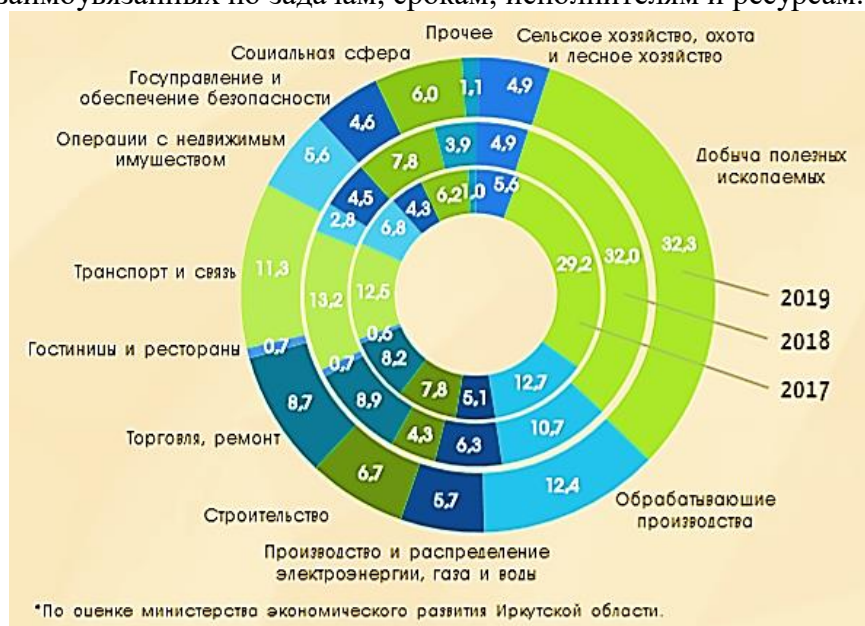 заимоувязанных по задачам, срокам, исполнителям и ресурсам.
Прочее
Сельское хозяйство, охота
и лесное хозяйство
Социальная сфера
Госуправление и
обеспечение безопасности
Операции с недвижимым
имуществом
Добыча полезных
ископаемых
Транспорт и связь
Гостиницы и рестораны
Торговля, ремонт
Строительство
Производство и распределение
электроэнергии, газа и воды
Обрабатывающие
производства
2019
2018
2017
4,9
32,3
12,4
5,7
6,7
8,7
0,7
11,3
5,6
4,6
6,0
1,1
4,9
32,0
10,7
6,3
4,3
8,9
0,7
13,2
2,8
4,5
7,8
3,9
5,6
29,2
12,7
5,1
7,8
8,2
0,6
12,5
6,8
4,3
6,2
1,0
*По оценке министерства экономического развития Иркутской области.